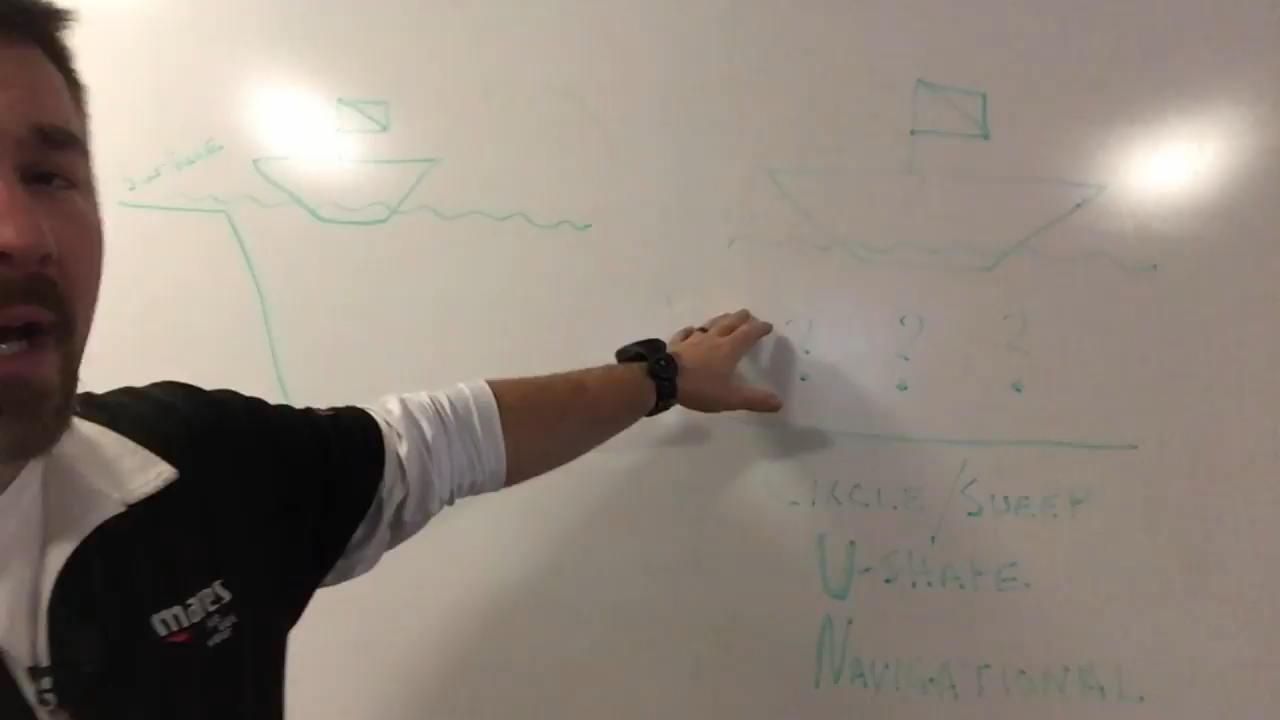 Surface
? ? ?
CIRCLE/SWEEP
U-SHAPE
NAVIGATIONAL
mares